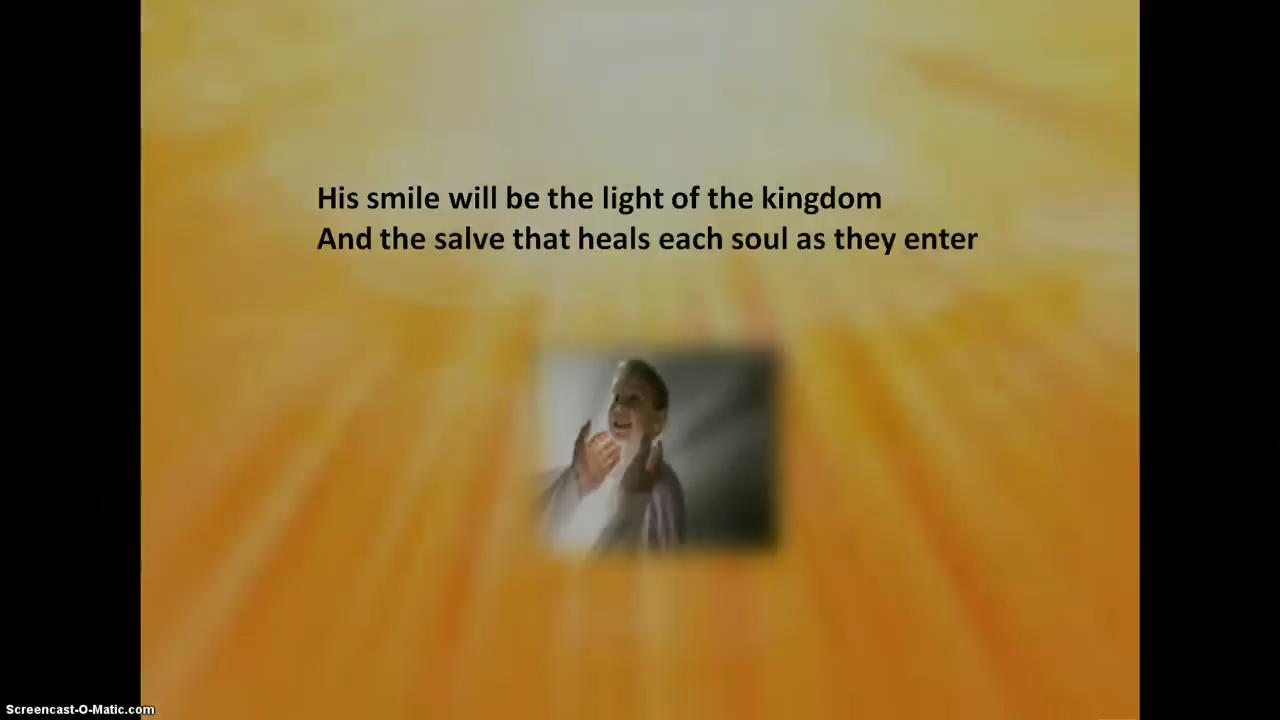 His smile will be the light of the kingdom
And the salve that heals each soul as they enter
Screencast-O-Matic.com